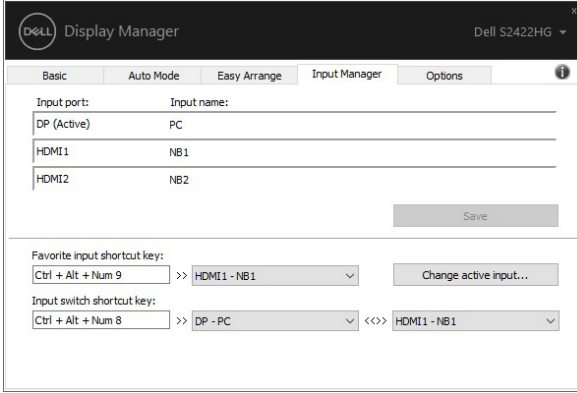 DELL Display Manager Dell S2422HG
x
Basic Auto Mode Easy Arrange Input Manager Options i
Input port: Input name:
DP (Active) PC
HDMI1 NB1
HDMI2 NB2
Save
Favorite input shortcut key:
Ctrl + Alt + Num 9 >> HDMI1 - NB1 Change active input...
Input switch shortcut key:
Ctrl + Alt + Num 8 >> DP - PC <<>> HDMI1 - NB1